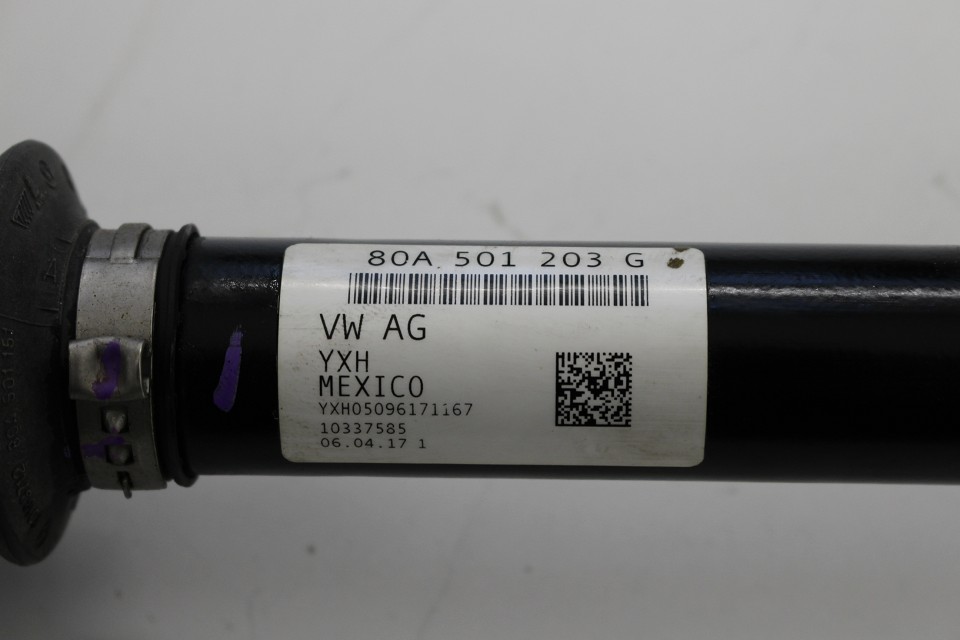 80A 501 203 G
VW AG
YXH
MEXICO
YXH05096171167
10337585
06.04.17 1